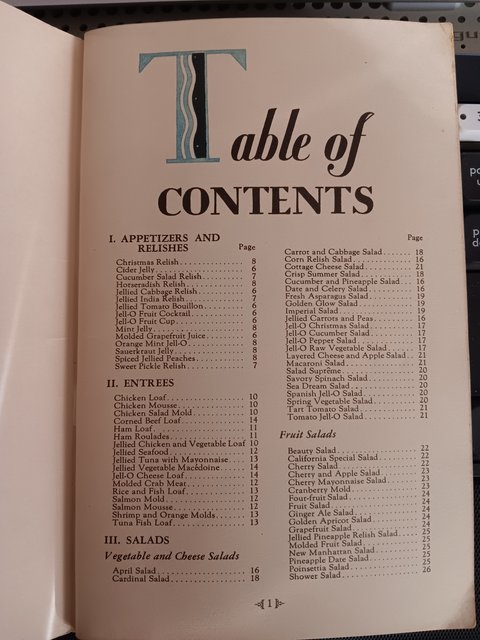 Table of
CONTENTS
I. APPETIZERS AND
RELISHES Page
Christmas Relish 8
Cider Jelly 6
Cucumber Salad Relish 7
Horseradish Relish 8
Jellied Cabbage Relish 6
Jellied India Relish 7
Jellied Tomato Bouillon 6
Jell-O Fruit Cocktail 6
Jell-O Fruit Cup 6
Mint Jelly 8
Molded Grapefruit Juice 6
Orange Mint Jell-O 8
Sauerkraut Jelly 8
Spiced Jellied Peaches 8
Sweet Pickle Relish 7
II. ENTREES
Chicken Loaf 10
Chicken Mousse 10
Chicken Salad Mold 10
Corned Beef Loaf 14
Ham Loaf 11
Ham Roulades 11
Jellied Chicken and Vegetable Loaf 10
Jellied Seafood 12
Jellied Tuna with Mayonnaise 13
Jellied Vegetable Macédoine 14
Jell-O Cheese Loaf 14
Molded Crab Meat 12
Rice and Fish Loaf 13
Salmon Mold 12
Salmon Mousse 12
Shrimp and Orange Molds 13
Tuna Fish Loaf 13
III. SALADS
Vegetable and Cheese Salads
April Salad 16
Cardinal Salad 18
Page
Carrot and Cabbage Salad 18
Corn Relish Salad 16
Cottage Cheese Salad 21
Crisp Summer Salad 18
Cucumber and Pineapple Salad 16
Date and Celery Salad 16
Fresh Asparagus Salad 19
Golden Glow Salad 19
Imperial Salad 19
Jellied Carrots and Peas 16
Jell-O Christmas Salad 17
Jell-O Cucumber Salad 17
Jell-O Pepper Salad 17
Jell-O Raw Vegetable Salad 17
Layered Cheese and Apple Salad 21
Macaroni Salad 21
Salad Suprême 20
Savory Spinach Salad 20
Sea Dream Salad 20
Spanish Jell-O Salad 20
Spring Vegetable Salad 20
Tart Tomato Salad 21
Tomato Jell-O Salad 21
Fruit Salads
Beauty Salad 22
California Special Salad 22
Cherry Salad 22
Cherry and Apple Salad 23
Cherry Mayonnaise Salad 22
Cranberry Mold 23
Four-fruit Salad 24
Fruit Salad 24
Ginger Ale Salad 24
Golden Apricot Salad 24
Grapefruit Salad 24
Jellied Pineapple Relish Salad 25
Molded Fruit Salad 25
New Manhattan Salad 25
Pineapple Date Salad 25
Poinsettia Salad 25
Shower Salad 26
1